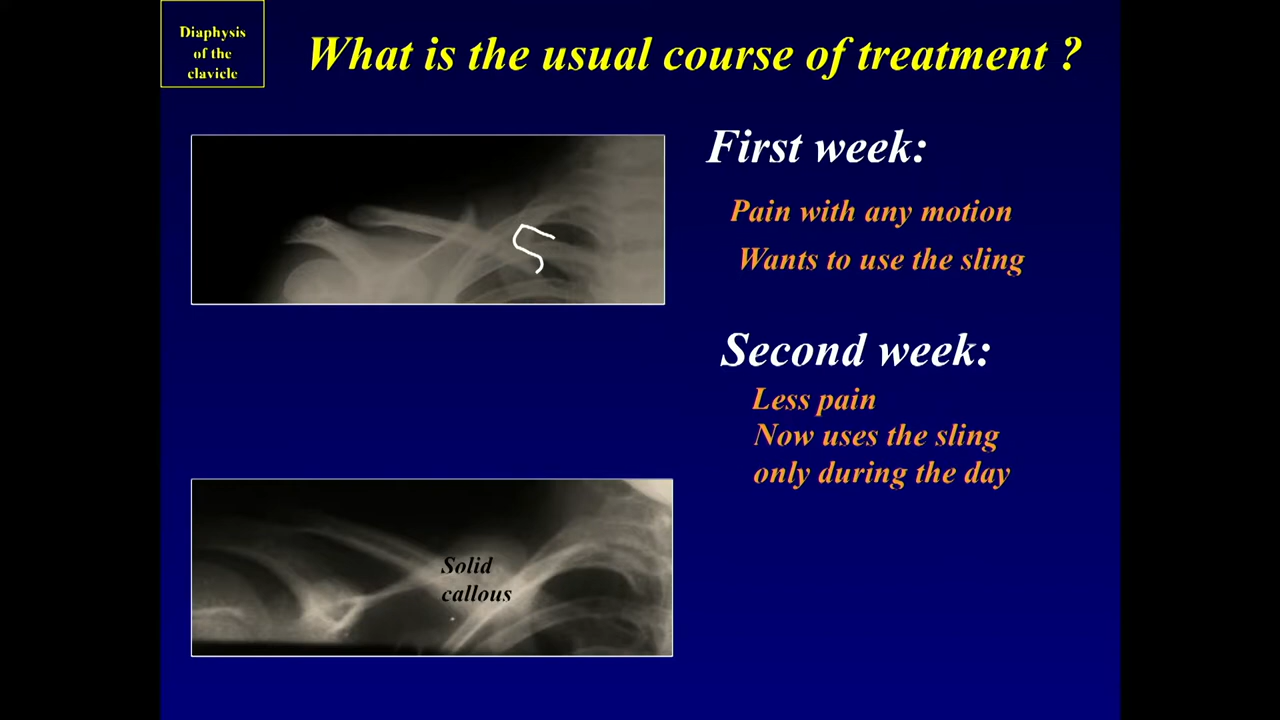 Diaphysis
of the
clavicle
What is the usual course of treatment ?
First week:
Pain with any motion
Wants to use the sling
Second week:
Less pain
Now uses the sling
only during the day
Solid
callous